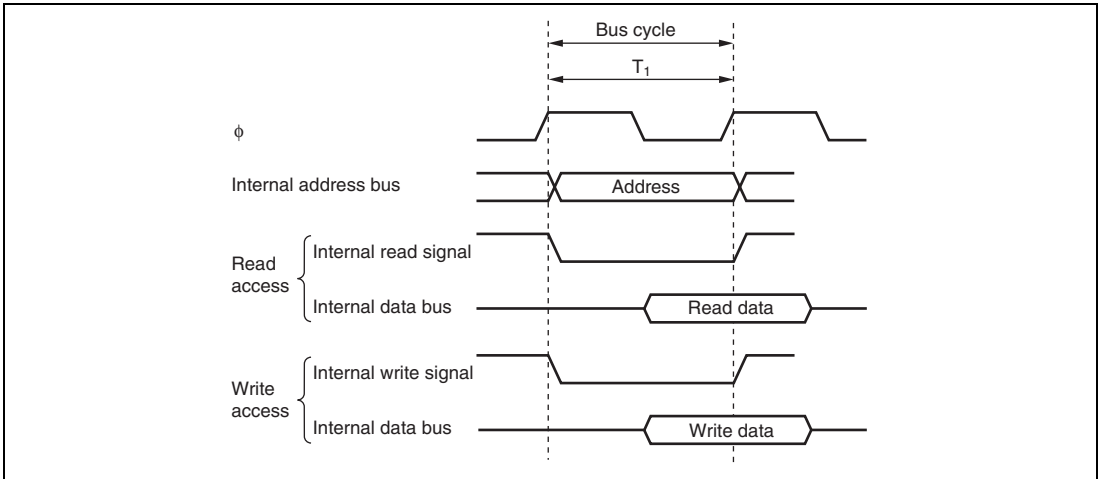 Bus cycle
T₁
ϕ
Internal address bus
Address
Read
access
Internal read signal
Internal data bus
Read data
Write
access
Internal write signal
Internal data bus
Write data